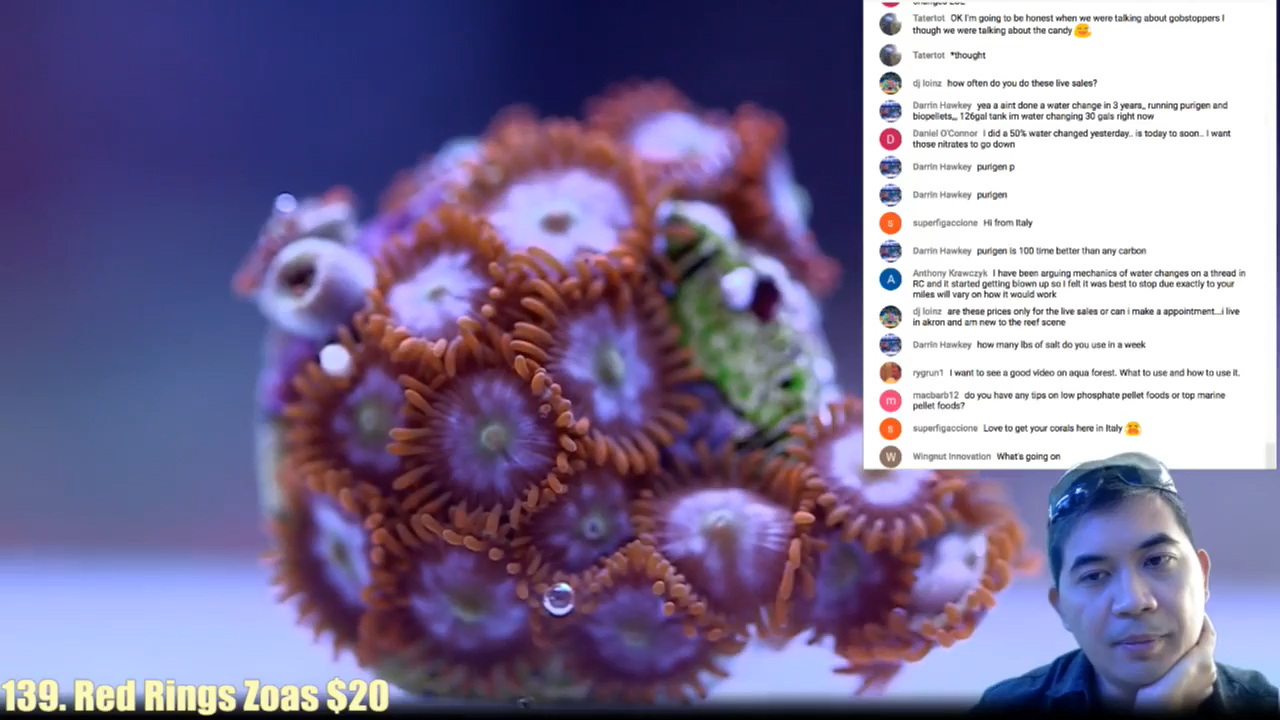 Tatertot OK I'm going to be honest when we were talking about gobstoppers I
though we were talking about the candy
Tatertot *thought
dj loinz how often do you do these live sales?
Darrin Hawkey yea a aint done a water change in 3 years,, running purigen and
biopellets,,, 126gal tank im water changing 30 gals right now
D
Daniel O'Connor I did a 50% water changed yesterday.. is today to soon.. I want
those nitrates to go down
Darrin Hawkey purigen p
Darrin Hawkey purigen
s
superfigaccione Hi from Italy
Darrin Hawkey purigen is 100 time better than any carbon
A
Anthony Krawczyk I have been arguing mechanics of water changes on a thread in
RC and it started getting blown up so I felt it was best to stop due exactly to your
miles will vary on how it would work
dj loinz are these prices only for the live sales or can i make a appointment...i live
in akron and am new to the reef scene
Darrin Hawkey how many lbs of salt do you use in a week
rygrun1 I want to see a good video on aqua forest. What to use and how to use it.
m
macbarb12 do you have any tips on low phosphate pellet foods or top marine
pellet foods?
s
superfigaccione Love to get your corals here in Italy
W
Wingnut Innovation What's going on
139. Red Rings Zoas $20